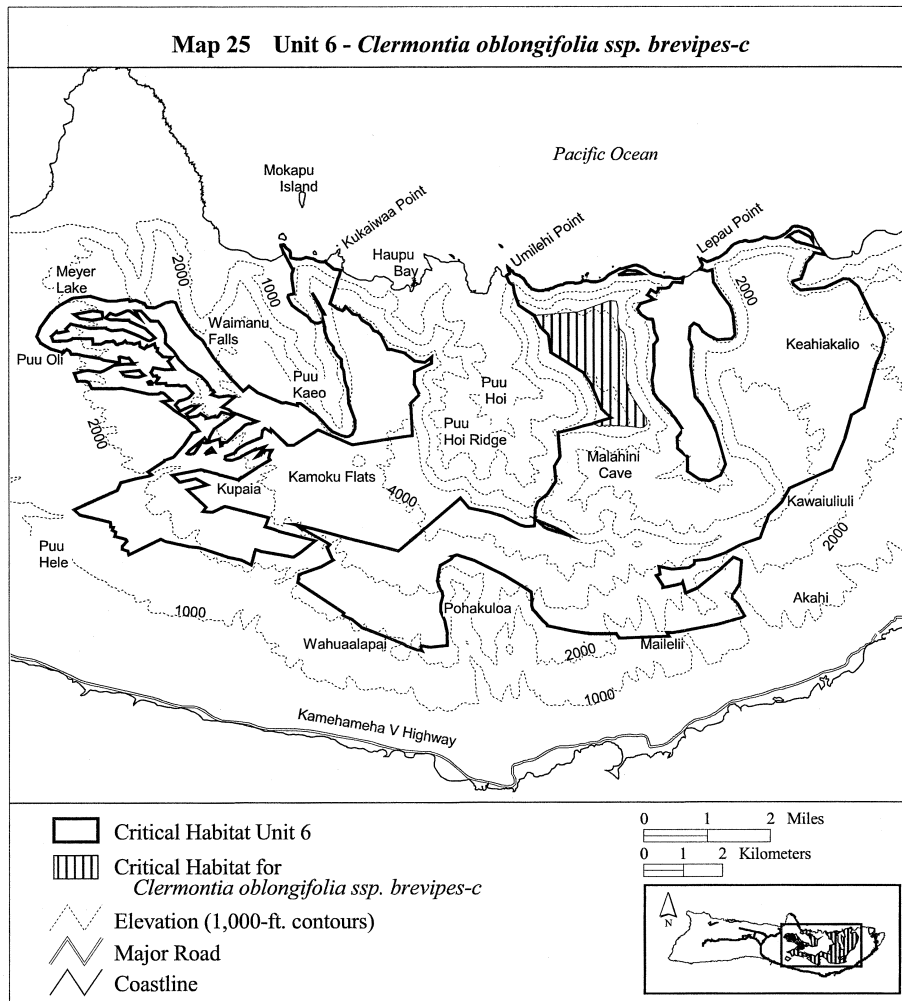 Map 25 Unit 6 - Clermontia oblongifolia ssp. brevipes-c
Pacific Ocean
Mokapu
Island
Kukaiwaa Point
Haupu
Bay
Umilehi Point
Lepau Point
Meyer
Lake
2000
1000
2000
Waimanu
Falls
Puu Oli
Keahiakalio
Puu
Kaeo
Puu
Hoi
Puu
Hoi Ridge
2000
Malahini
Cave
Kupaia
Kamoku Flats
4000
Kawaiuliuli
2000
Puu
Hele
1000
Pohakuloa
Akahi
Wahuaalapai
2000
Mailelii
1000
Kamehameha V Highway
Critical Habitat Unit 6
Critical Habitat for
Clermontia oblongifolia ssp. brevipes-c
Elevation (1,000-ft. contours)
Major Road
Coastline
0 1 2 Miles
0 1 2 Kilometers
N